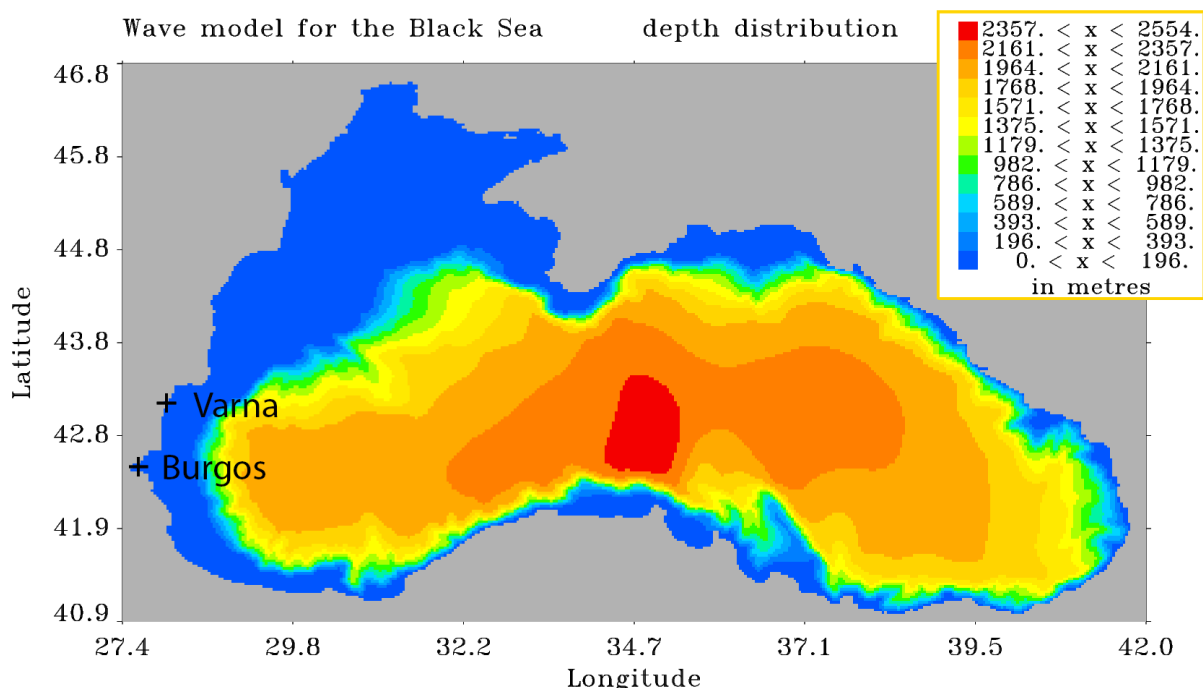 Wave model for the Black Sea depth distribution
2357. < x < 2554.
2161. < x < 2357.
1964. < x < 2161.
1768. < x < 1964.
1571. < x < 1768.
1375. < x < 1571.
1179. < x < 1375.
982. < x < 1179.
786. < x < 982.
589. < x < 786.
393. < x < 589.
196. < x < 393.
0. < x < 196.
in metres
46.8
45.8
44.8
43.8
42.8
41.9
40.9
Latitude
Varna
Burgos
27.4 29.8 32.2 34.7 37.1 39.5 42.0
Longitude